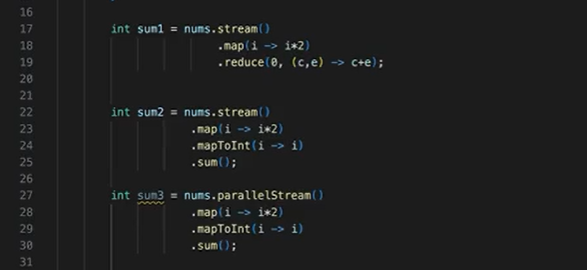 16
17 int sum1 = nums.stream()
18 .map(i -> i*2)
19 .reduce(0, (c,e) -> c+e);
20
21
22 int sum2 = nums.stream()
23 .map(i -> i*2)
24 .mapToInt(i -> i)
25 .sum();
26
27 int sum3 = nums.parallelStream()
28 .map(i -> i*2)
29 .mapToInt(i -> i)
30 .sum();
31